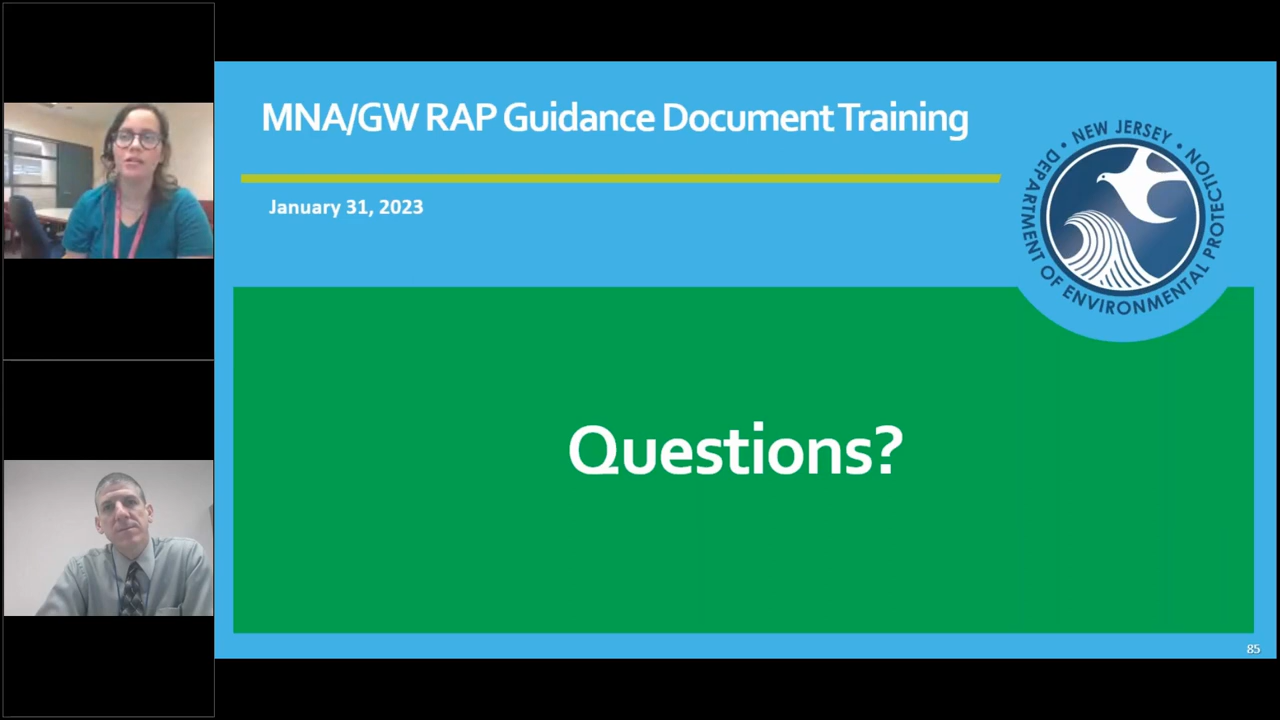 MNA/GW RAP Guidance Document Training
January 31, 2023
• NEW JERSEY •
DEPARTMENT OF ENVIRONMENTAL PROTECTION
Questions?
85